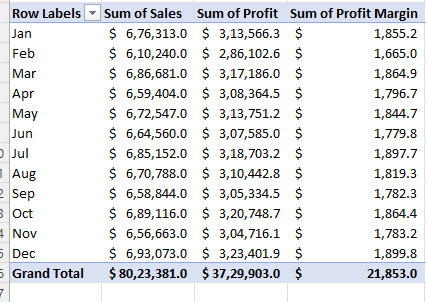 Row Labels Sum of Sales Sum of Profit Sum of Profit Margin
Jan $ 6,76,313.0 $ 3,13,566.3 $ 1,855.2
Feb $ 6,10,240.0 $ 2,86,102.6 $ 1,665.0
Mar $ 6,86,681.0 $ 3,17,186.0 $ 1,864.9
Apr $ 6,59,404.0 $ 3,08,364.5 $ 1,796.7
May $ 6,72,547.0 $ 3,13,751.2 $ 1,844.7
Jun $ 6,64,560.0 $ 3,07,585.0 $ 1,779.8
Jul $ 6,85,152.0 $ 3,18,703.2 $ 1,897.7
Aug $ 6,70,788.0 $ 3,10,442.8 $ 1,819.3
Sep $ 6,58,844.0 $ 3,05,334.5 $ 1,782.3
Oct $ 6,89,116.0 $ 3,20,748.7 $ 1,864.4
Nov $ 6,56,663.0 $ 3,04,716.1 $ 1,783.2
Dec $ 6,93,073.0 $ 3,23,401.9 $ 1,899.8
Grand Total $ 80,23,381.0 $ 37,29,903.0 $ 21,853.0